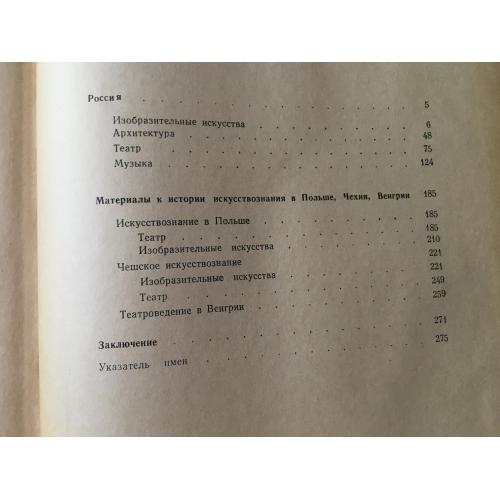 Россия . . . . . . . . . . . . . . 5
Изобразительные искусства . . . . . . . . 6
Архитектура . . . . . . . . . . . . 48
Театр . . . . . . . . . . . . . 75
Музыка . . . . . . . . . . . . 124
Материалы к истории искусствознания в Польше, Чехии, Венгрии 185
Искусствознание в Польше . . . . . . . . 185
Театр . . . . . . . . . . . . 185
Изобразительные искусства . . . . . . . 210
Чешское искусствознание . . . . . . . . 221
Изобразительные искусства . . . . . . . 221
Театр . . . . . . . . . . . . 249
Театроведение в Венгрии . . . . . . . . 259
Заключение . . . . . . . . . . . . 271
Указатель имен . . . . . . . . . . . 275